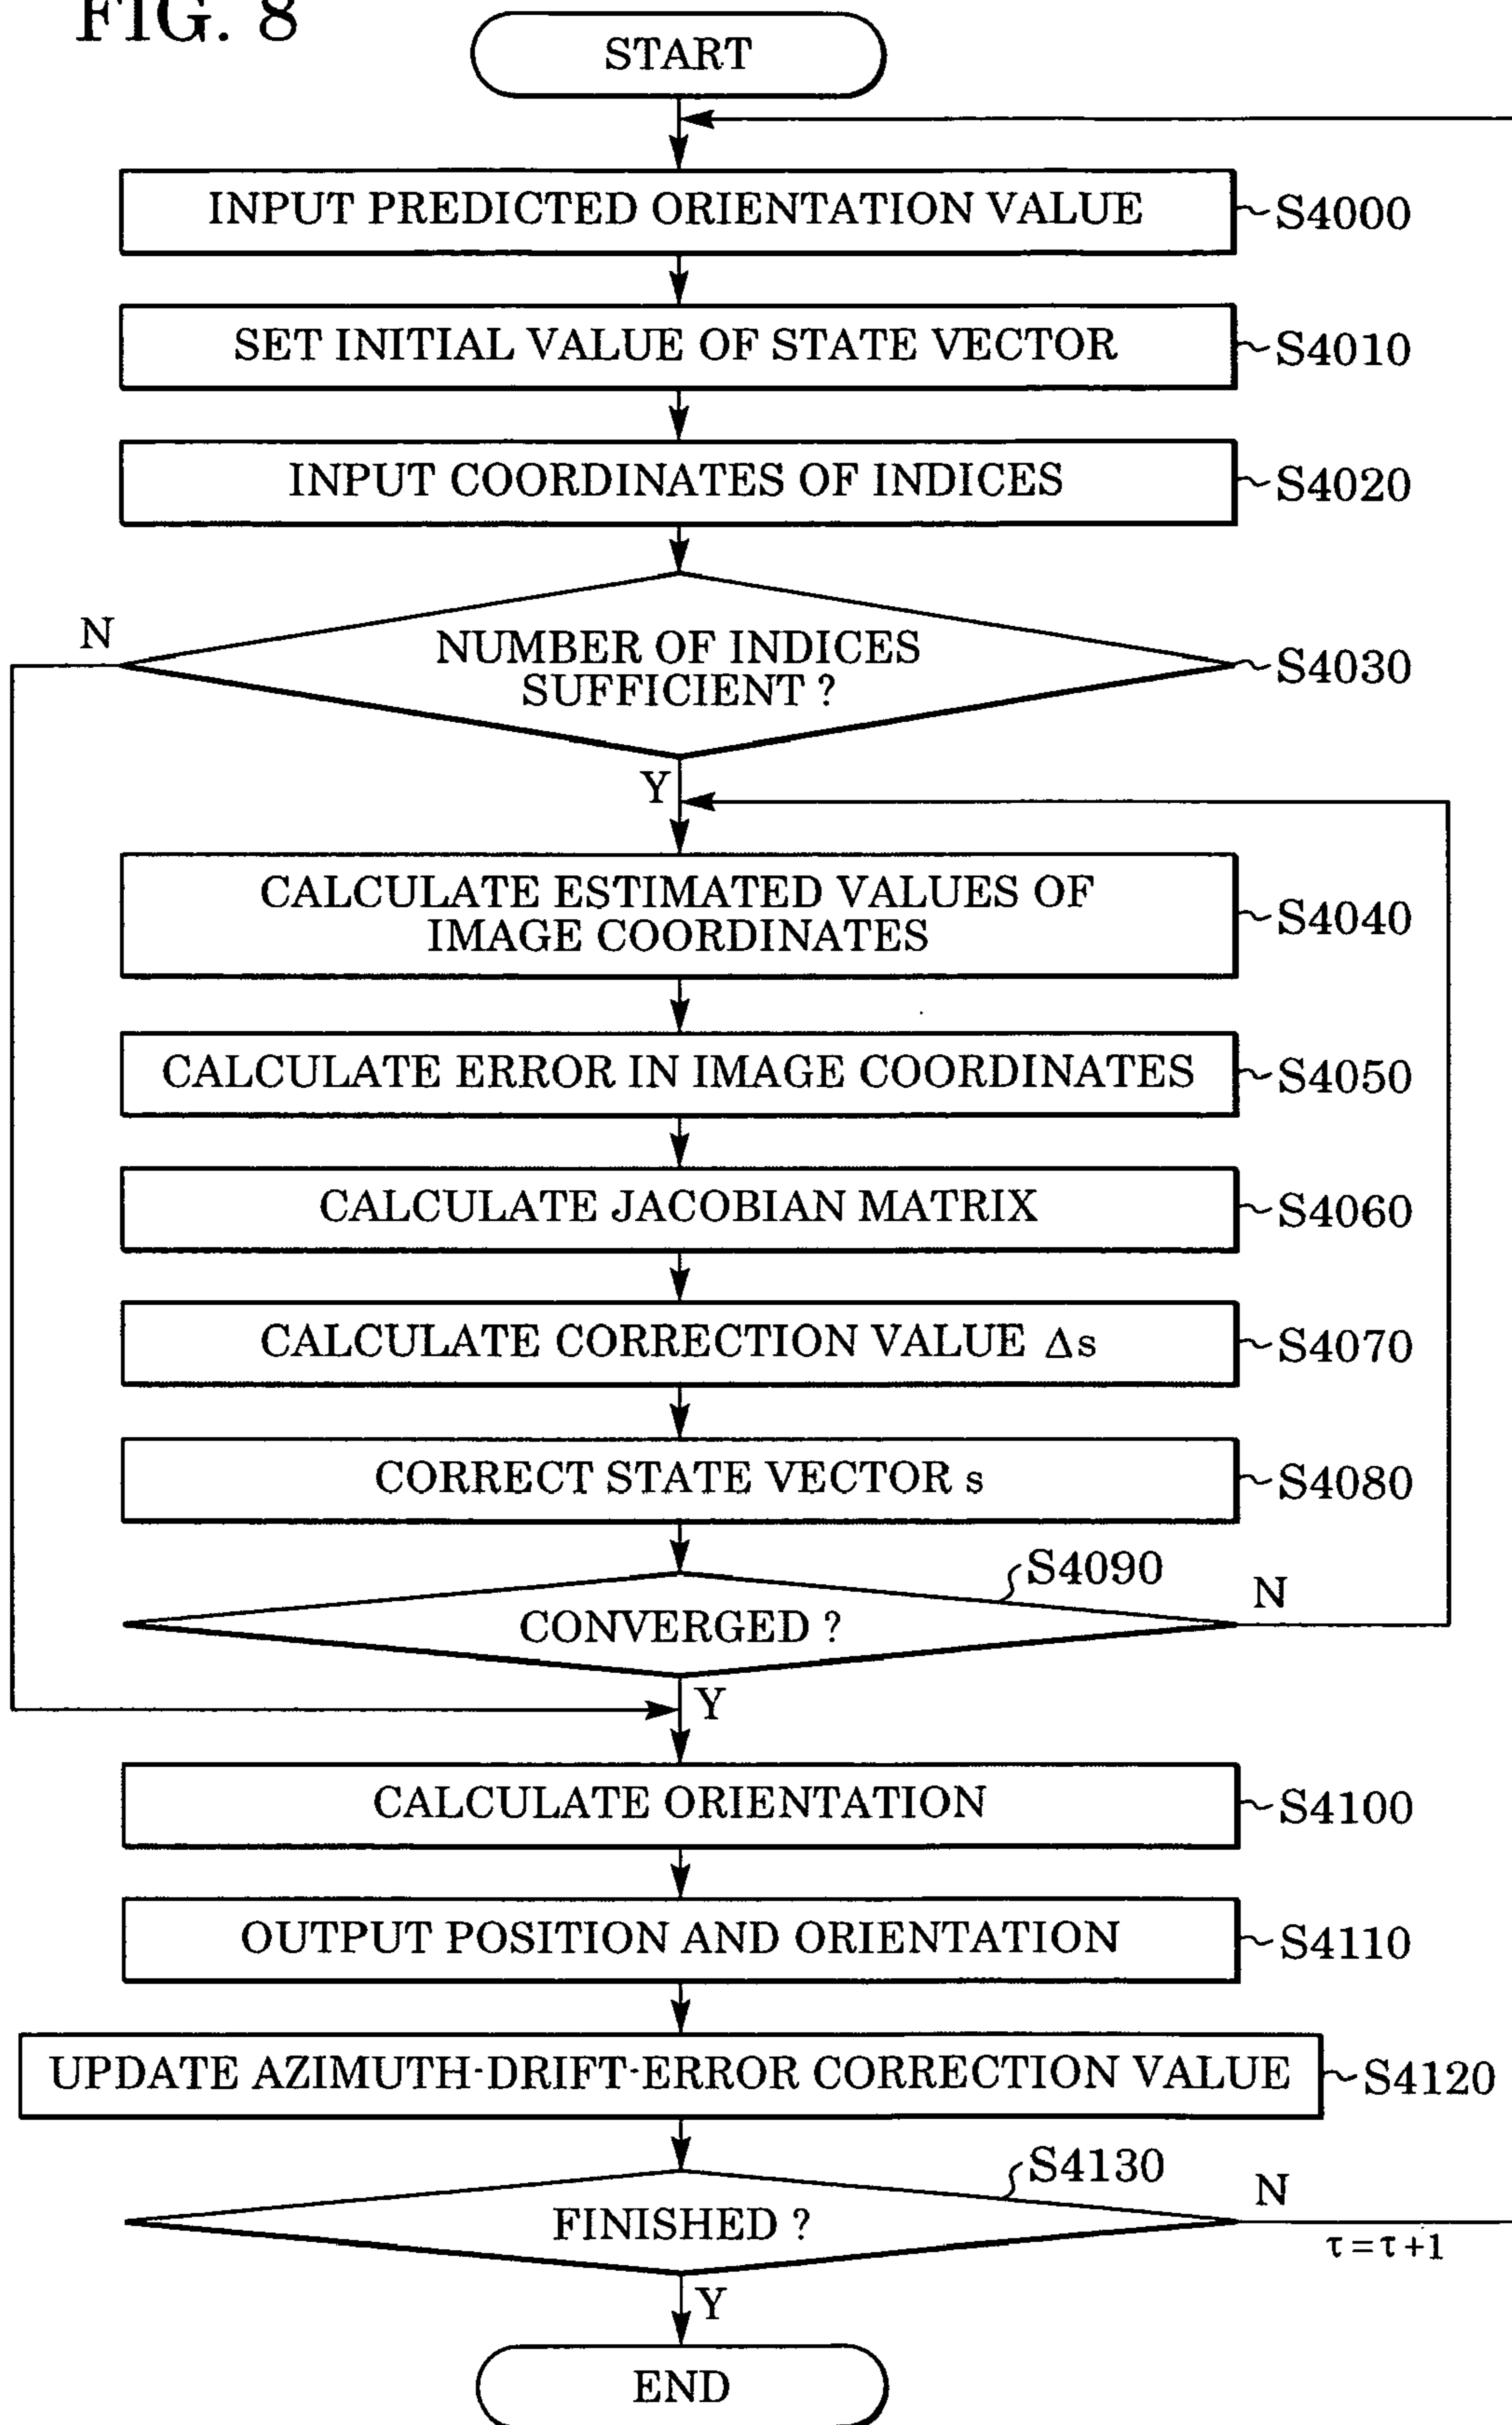 FIG. 8
START
INPUT PREDICTED ORIENTATION VALUE
S4000
SET INITIAL VALUE OF STATE VECTOR
S4010
INPUT COORDINATES OF INDICES
S4020
N
NUMBER OF INDICES
SUFFICIENT ?
S4030
Y
CALCULATE ESTIMATED VALUES OF
IMAGE COORDINATES
S4040
CALCULATE ERROR IN IMAGE COORDINATES
S4050
CALCULATE JACOBIAN MATRIX
S4060
CALCULATE CORRECTION VALUE Δs
S4070
CORRECT STATE VECTOR s
S4080
S4090
CONVERGED ?
N
Y
CALCULATE ORIENTATION
S4100
OUTPUT POSITION AND ORIENTATION
S4110
UPDATE AZIMUTH-DRIFT-ERROR CORRECTION VALUE
S4120
S4130
FINISHED ?
N
τ=τ+1
Y
END